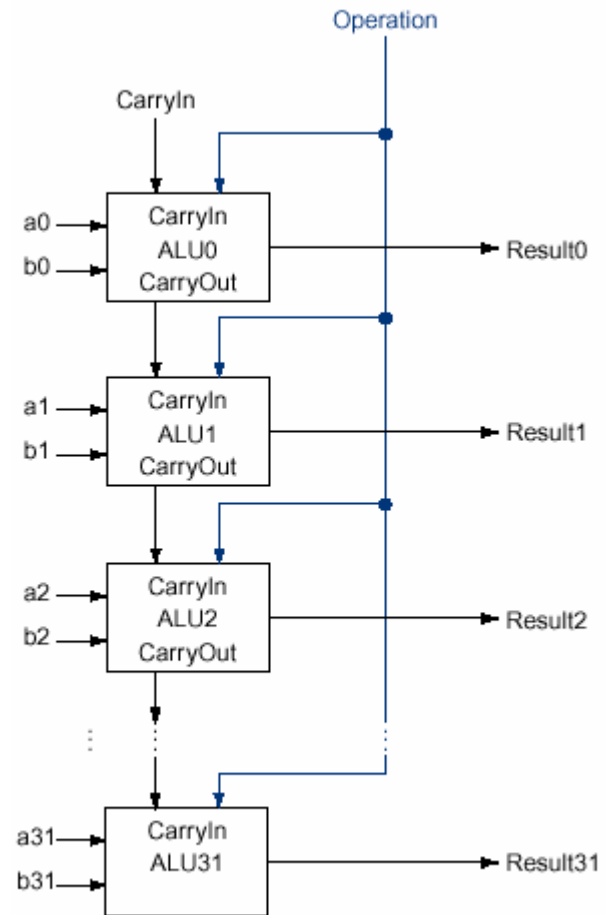 Operation
CarryIn
a0
b0
CarryIn
ALU0
CarryOut
Result0
a1
b1
CarryIn
ALU1
CarryOut
Result1
a2
b2
CarryIn
ALU2
CarryOut
Result2
a31
b31
CarryIn
ALU31
Result31